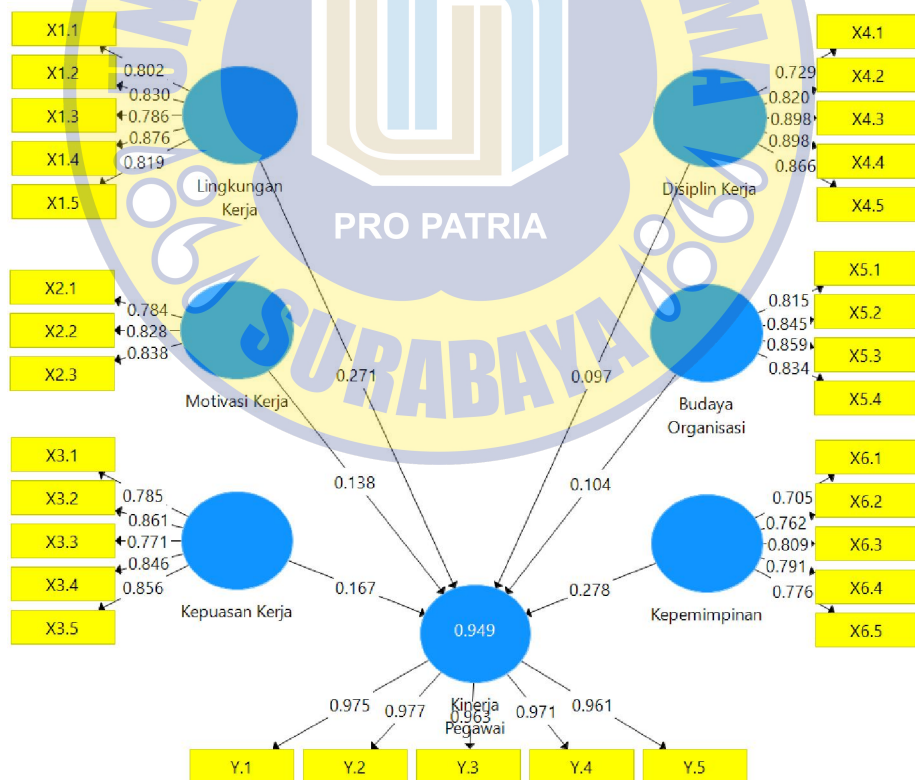 X1.1
X1.2
X1.3
X1.4
X1.5
0.802
0.830
0.786
0.876
0.819
Lingkungan
Kerja
X2.1
X2.2
X2.3
0.784
0.828
0.838
Motivasi Kerja
X3.1
X3.2
X3.3
X3.4
X3.5
0.785
0.861
0.771
0.846
0.856
Kepuasan Kerja
X4.1
X4.2
X4.3
X4.4
X4.5
0.729
0.820
0.898
0.898
0.866
Disiplin Kerja
X5.1
X5.2
X5.3
X5.4
0.815
0.845
0.859
0.834
Budaya
Organisasi
X6.1
X6.2
X6.3
X6.4
X6.5
0.705
0.762
0.809
0.791
0.776
Kepemimpinan
0.271
0.138
0.167
0.097
0.104
0.278
0.949
Kinerja
Pegawai
0.975
0.977
0.963
0.971
0.961
Y.1
Y.2
Y.3
Y.4
Y.5
PRO PATRIA
SURABAYA